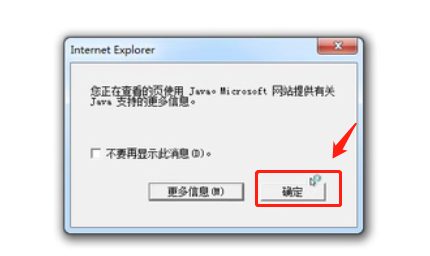 Internet Explorer
您正在查看的页使用 Java。Microsoft 网站提供有关
Java 支持的更多信息。
不要再显示此消息(D)。
更多信息(M)
确定